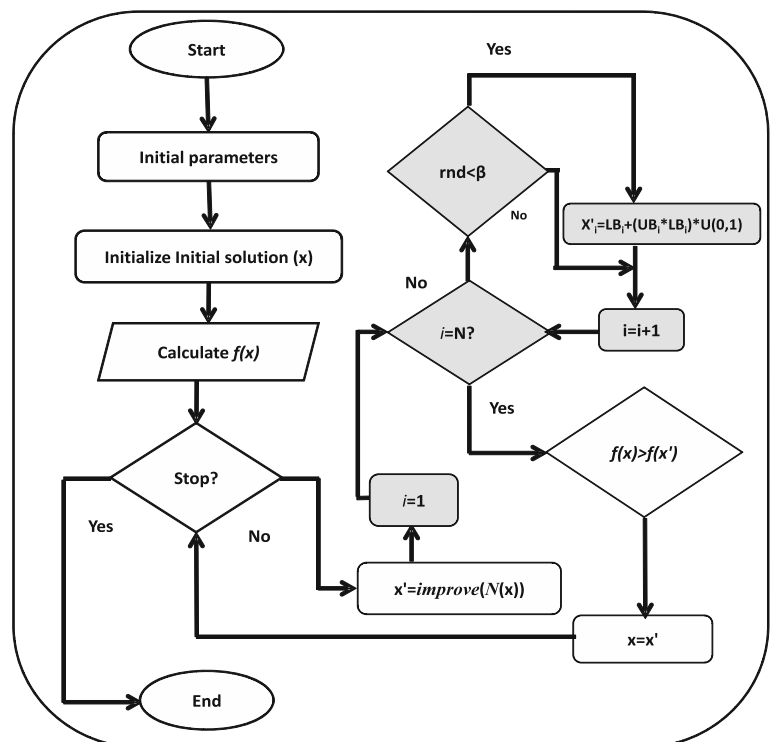 Start
Initial parameters
Initialize Initial solution (x)
Calculate f(x)
Stop?
Yes
No
End
x'=improve(N(x))
i=1
i=N?
No
Yes
rnd<β
Yes
No
X'i=LBi+(UBi*LBi)*U(0,1)
i=i+1
f(x)>f(x')
x=x'